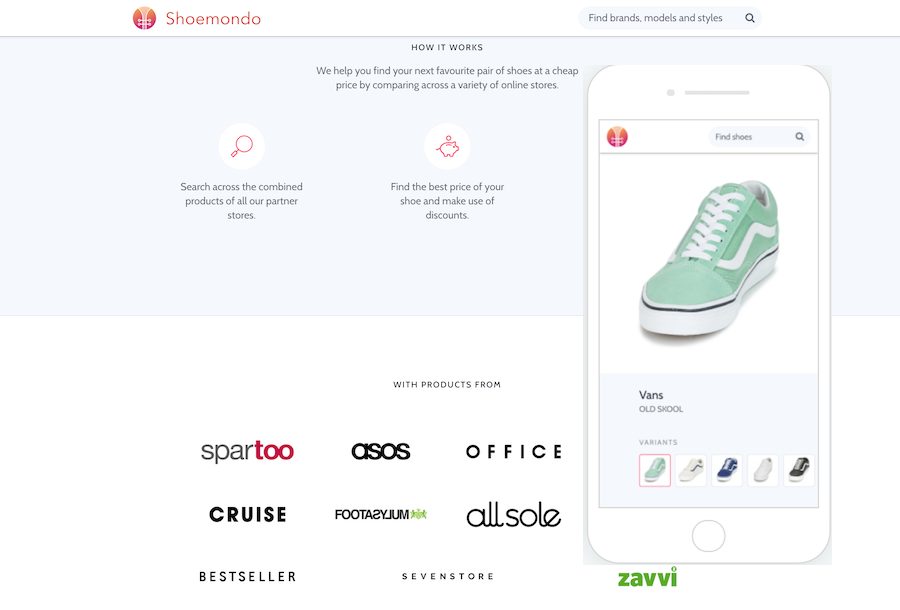 Shoemondo
Find brands, models and styles
HOW IT WORKS
We help you find your next favourite pair of shoes at a cheap
price by comparing across a variety of online stores.
Search across the combined
products of all our partner
stores.
Find the best price of your
shoe and make use of
discounts.
Find shoes
Vans
OLD SKOOL
VARIANTS
WITH PRODUCTS FROM
spartoo
asos
OFFICE
CRUISE
FOOTASYLUM
allsole
BESTSELLER
SEVENSTORE
zavvi